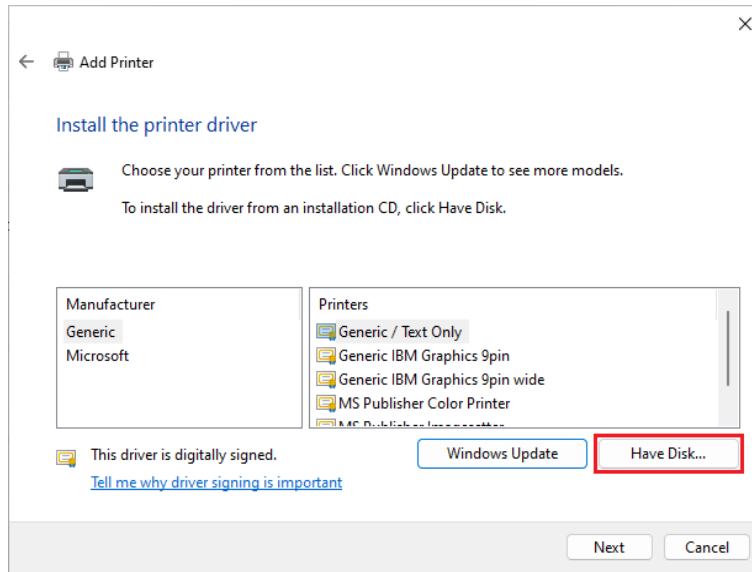 Add Printer
Install the printer driver
Choose your printer from the list. Click Windows Update to see more models.
To install the driver from an installation CD, click Have Disk.
Manufacturer
Generic
Microsoft
Printers
Generic / Text Only
Generic IBM Graphics 9pin
Generic IBM Graphics 9pin wide
MS Publisher Color Printer
MS Publisher Imagesetter
This driver is digitally signed.
Tell me why driver signing is important
Windows Update
Have Disk...
Next
Cancel